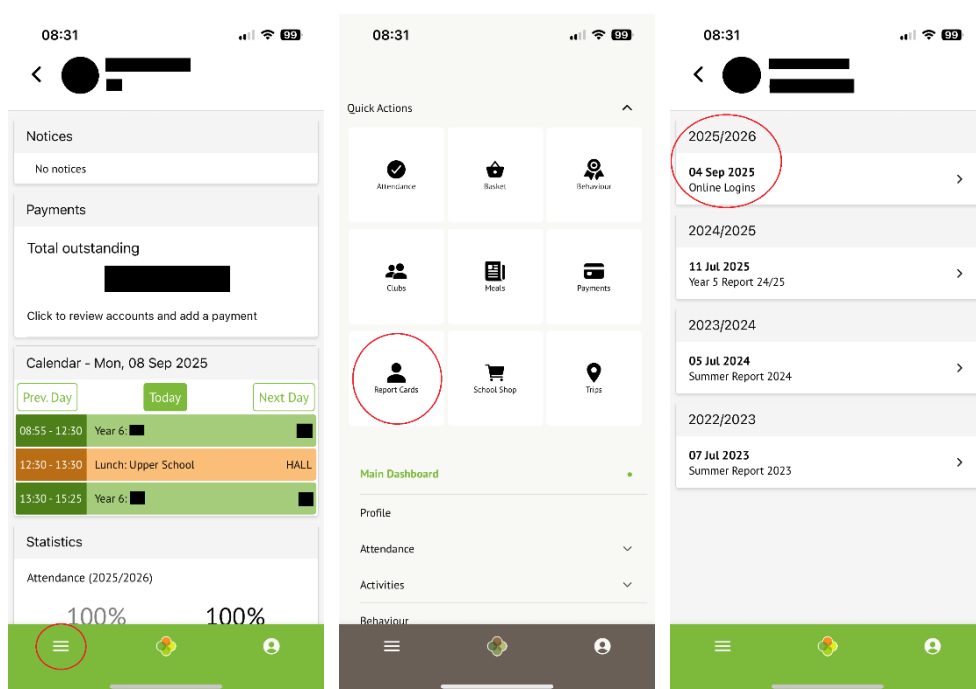 08:31
99
Notices
No notices
Payments
Total outstanding
Click to review accounts and add a payment
Calendar - Mon, 08 Sep 2025
Prev. Day Today Next Day
08:55 - 12:30 Year 6:
12:30 - 13:30 Lunch: Upper School HALL
13:30 - 15:25 Year 6:
Statistics
Attendance (2025/2026)
100% 100%
08:31
99
Quick Actions
Attendance Basket Behaviour
Clubs Meals Payments
Report Cards School Shop Trips
Main Dashboard
Profile
Attendance
Activities
Behaviour
08:31
99
2025/2026
04 Sep 2025
Online Logins
2024/2025
11 Jul 2025
Year 5 Report 24/25
2023/2024
05 Jul 2024
Summer Report 2024
2022/2023
07 Jul 2023
Summer Report 2023